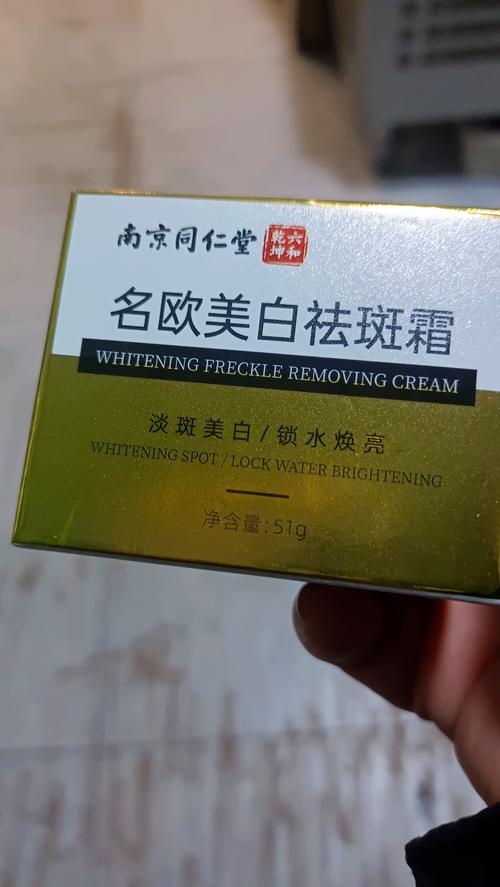 南京同仁堂 六和乾坤
名欧美白祛斑霜
WHITENING FRECKLE REMOVING CREAM
淡斑美白/锁水焕亮
WHITENING SPOT / LOCK WATER BRIGHTENING
净含量:51g